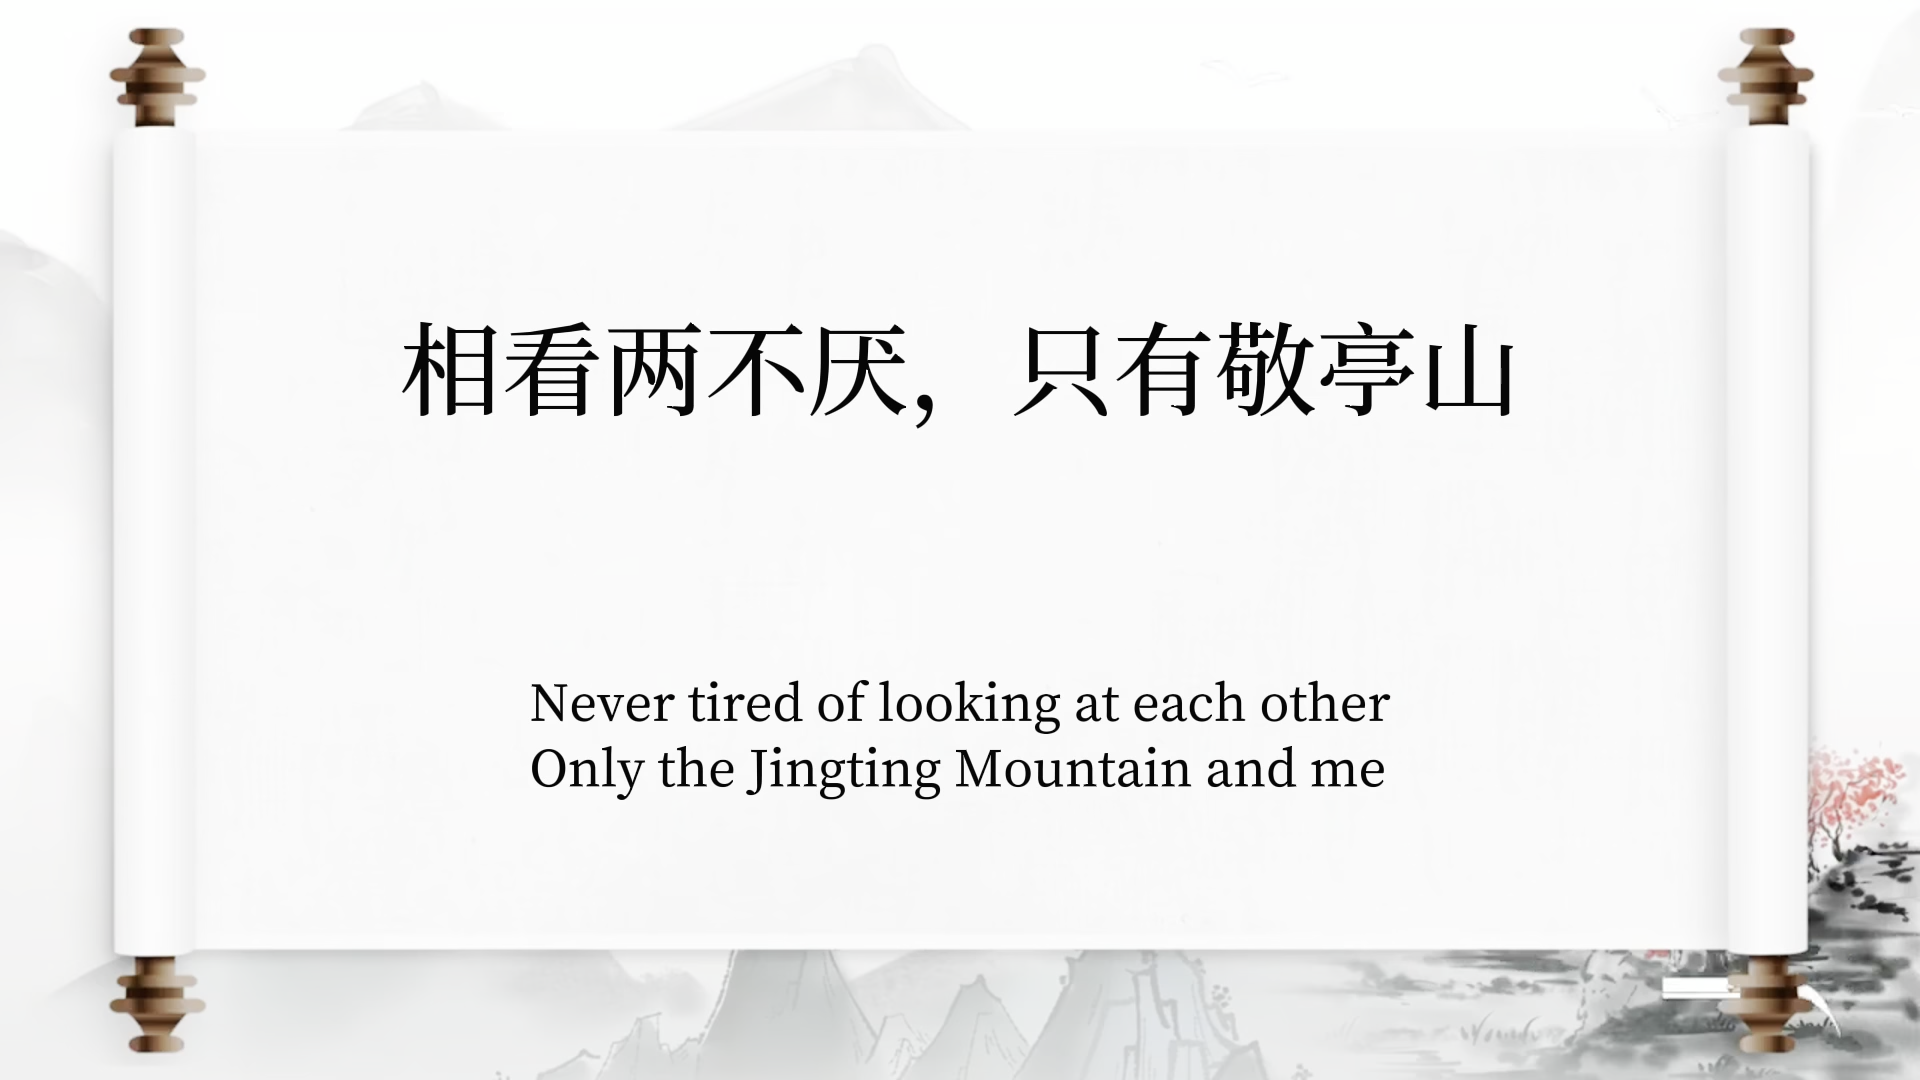 相看两不厌，只有敬亭山
Never tired of looking at each other
Only the Jingting Mountain and me